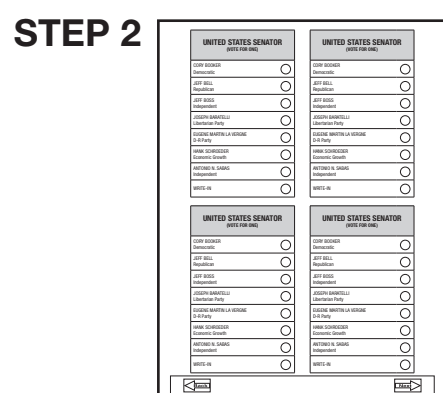 STEP 2
UNITED STATES SENATOR
(VOTE FOR ONE)
CORY BOOKER
Democratic
JEFF BELL
Republican
JEFF BOSS
Independent
JOSEPH BARATELLI
Libertarian Party
EUGENE MARTIN LA VERGNE
D-R Party
HANK SCHROEDER
Economic Growth
ANTONIO N. SABAS
Independent
WRITE-IN
UNITED STATES SENATOR
(VOTE FOR ONE)
CORY BOOKER
Democratic
JEFF BELL
Republican
JEFF BOSS
Independent
JOSEPH BARATELLI
Libertarian Party
EUGENE MARTIN LA VERGNE
D-R Party
HANK SCHROEDER
Economic Growth
ANTONIO N. SABAS
Independent
WRITE-IN
UNITED STATES SENATOR
(VOTE FOR ONE)
CORY BOOKER
Democratic
JEFF BELL
Republican
JEFF BOSS
Independent
JOSEPH BARATELLI
Libertarian Party
EUGENE MARTIN LA VERGNE
D-R Party
HANK SCHROEDER
Economic Growth
ANTONIO N. SABAS
Independent
WRITE-IN
UNITED STATES SENATOR
(VOTE FOR ONE)
CORY BOOKER
Democratic
JEFF BELL
Republican
JEFF BOSS
Independent
JOSEPH BARATELLI
Libertarian Party
EUGENE MARTIN LA VERGNE
D-R Party
HANK SCHROEDER
Economic Growth
ANTONIO N. SABAS
Independent
WRITE-IN
Back
Next